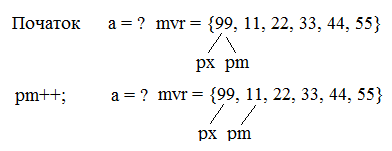 Початок a = ? mvr = {99, 11, 22, 33, 44, 55}
px pm
pm++; a = ? mvr = {99, 11, 22, 33, 44, 55}
px pm